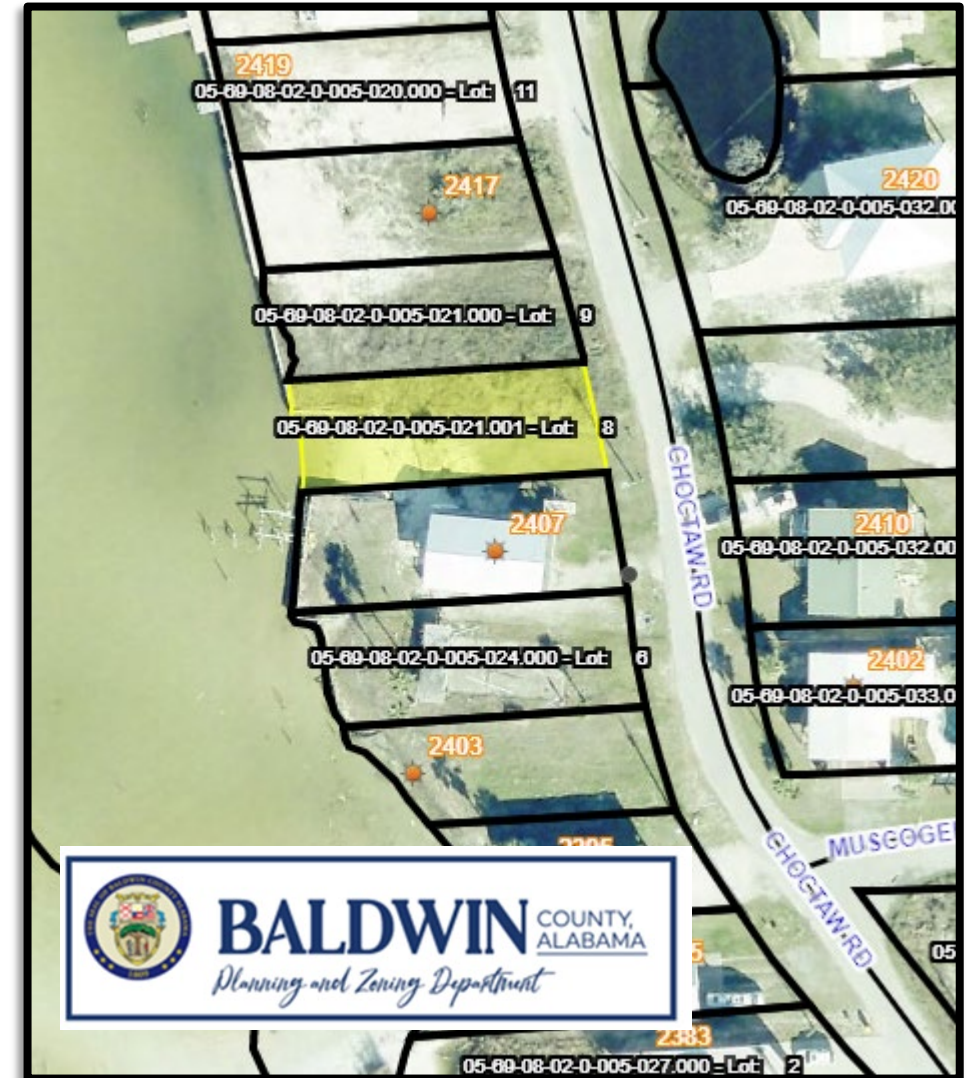 2419
05-69-08-02-0-005-020.000 - Lot: 11
2417
2420
05-69-08-02-0-005-032.00
05-69-08-02-0-005-021.000 - Lot: 9
05-69-08-02-0-005-021.001 - Lot: 8
CHOCTAW RD
2407
2410
05-69-08-02-0-005-032.00
05-69-08-02-0-005-024.000 - Lot: 6
2402
05-69-08-02-0-005-033.0
2403
MUSCOGE
CHOCTAW RD
BALDWIN COUNTY, ALABAMA
Planning and Zoning Department
05
2383
05-69-08-02-0-005-027.000 - Lot: 2